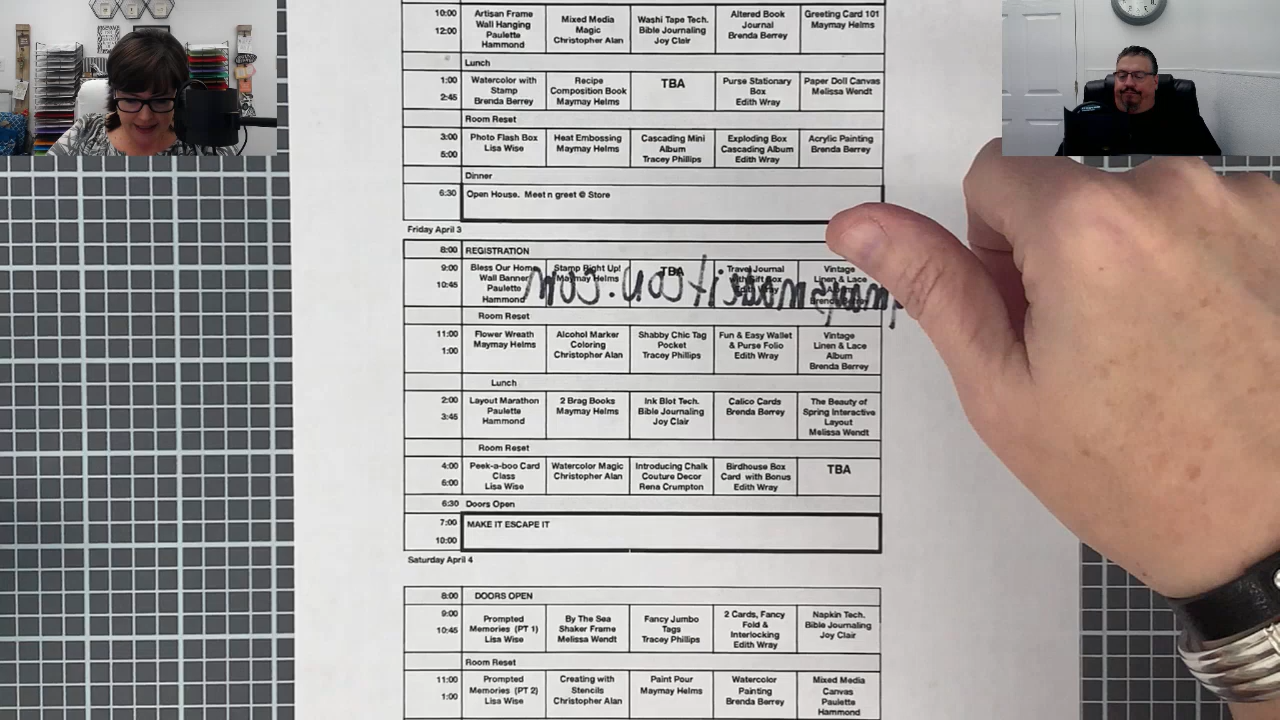 10:00
12:00
Artisan Frame
Wall Hanging
Paulette
Hammond
Mixed Media
Magic
Christopher Alan
Washi Tape Tech.
Bible Journaling
Joy Clair
Altered Book
Journal
Brenda Berrey
Greeting Card 101
Maymay Helms
Lunch
1:00
2:45
Watercolor with
Stamp
Brenda Berrey
Recipe
Composition Book
Maymay Helms
TBA
Purse Stationary
Box
Edith Wray
Paper Doll Canvas
Melissa Wendt
Room Reset
3:00
5:00
Photo Flash Box
Lisa Wise
Heat Embossing
Maymay Helms
Cascading Mini
Album
Tracey Phillips
Exploding Box
Cascading Album
Edith Wray
Acrylic Painting
Brenda Berrey
Dinner
6:30
Open House. Meet n greet @ Store
Friday April 3
8:00
REGISTRATION
9:00
10:45
Bless Our Home
Wall Banner
Paulette
Hammond
Stamp Right Up!
Maymay Helms
TBA
Travel Journal
with Gift Box
Edith Wray
Vintage
Linen & Lace
Brenda Berrey
Room Reset
11:00
1:00
Flower Wreath
Maymay Helms
Alcohol Marker
Coloring
Christopher Alan
Shabby Chic Tag
Pocket
Tracey Phillips
Fun & Easy Wallet
& Purse Folio
Edith Wray
Vintage
Linen & Lace
Album
Brenda Berrey
Lunch
2:00
3:45
Layout Marathon
Paulette
Hammond
2 Brag Books
Maymay Helms
Ink Blot Tech.
Bible Journaling
Joy Clair
Calico Cards
Brenda Berrey
The Beauty of
Spring Interactive
Layout
Melissa Wendt
Room Reset
4:00
6:00
Peek-a-boo Card
Class
Lisa Wise
Watercolor Magic
Christopher Alan
Introducing Chalk
Couture Decor
Rena Crumpton
Birdhouse Box
Card with Bonus
Edith Wray
TBA
6:30
Doors Open
7:00
10:00
MAKE IT ESCAPE IT
Saturday April 4
8:00
DOORS OPEN
9:00
10:45
Prompted
Memories (PT 1)
Lisa Wise
By The Sea
Shaker Frame
Melissa Wendt
Fancy Jumbo
Tags
Tracey Phillips
2 Cards, Fancy
Fold &
Interlocking
Edith Wray
Napkin Tech.
Bible Journaling
Joy Clair
Room Reset
11:00
1:00
Prompted
Memories (PT 2)
Lisa Wise
Creating with
Stencils
Christopher Alan
Paint Pour
Maymay Helms
Watercolor
Painting
Brenda Berrey
Mixed Media
Canvas
Paulette
Hammond